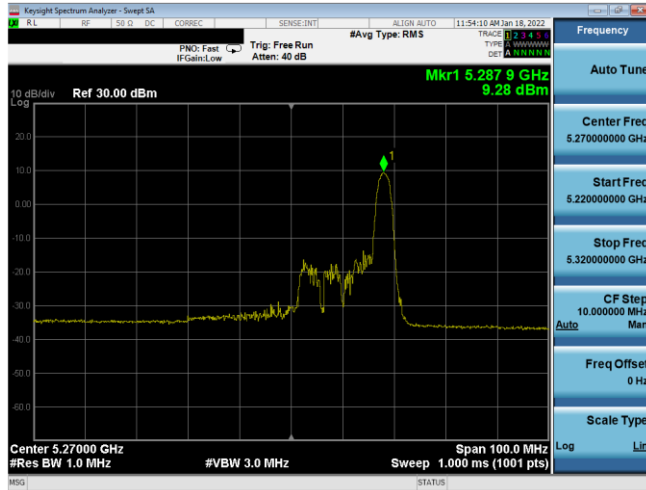 Keysight Spectrum Analyzer - Swept SA
LXI RL RF 50 Ω DC CORREC SENSE:INT ALIGN AUTO 11:54:10 AM Jan 18, 2022
#Avg Type: RMS
TRACE 1 2 3 4 5 6
PNO: Fast Trig: Free Run TYPE A WWWWW
IFGain:Low Atten: 40 dB DET A N N N N N
Mkr1 5.287 9 GHz
10 dB/div Ref 30.00 dBm 9.28 dBm
Log
20.0
1
10.0
0.00
-10.0
-20.0
-30.0
-40.0
-50.0
-60.0
Center 5.27000 GHz Span 100.0 MHz
#Res BW 1.0 MHz #VBW 3.0 MHz Sweep 1.000 ms (1001 pts)
MSG STATUS
Frequency
Auto Tune
Center Freq
5.270000000 GHz
Start Freq
5.220000000 GHz
Stop Freq
5.320000000 GHz
CF Step
10.000000 MHz
Auto Man
Freq Offset
0 Hz
Scale Type
Log Lin